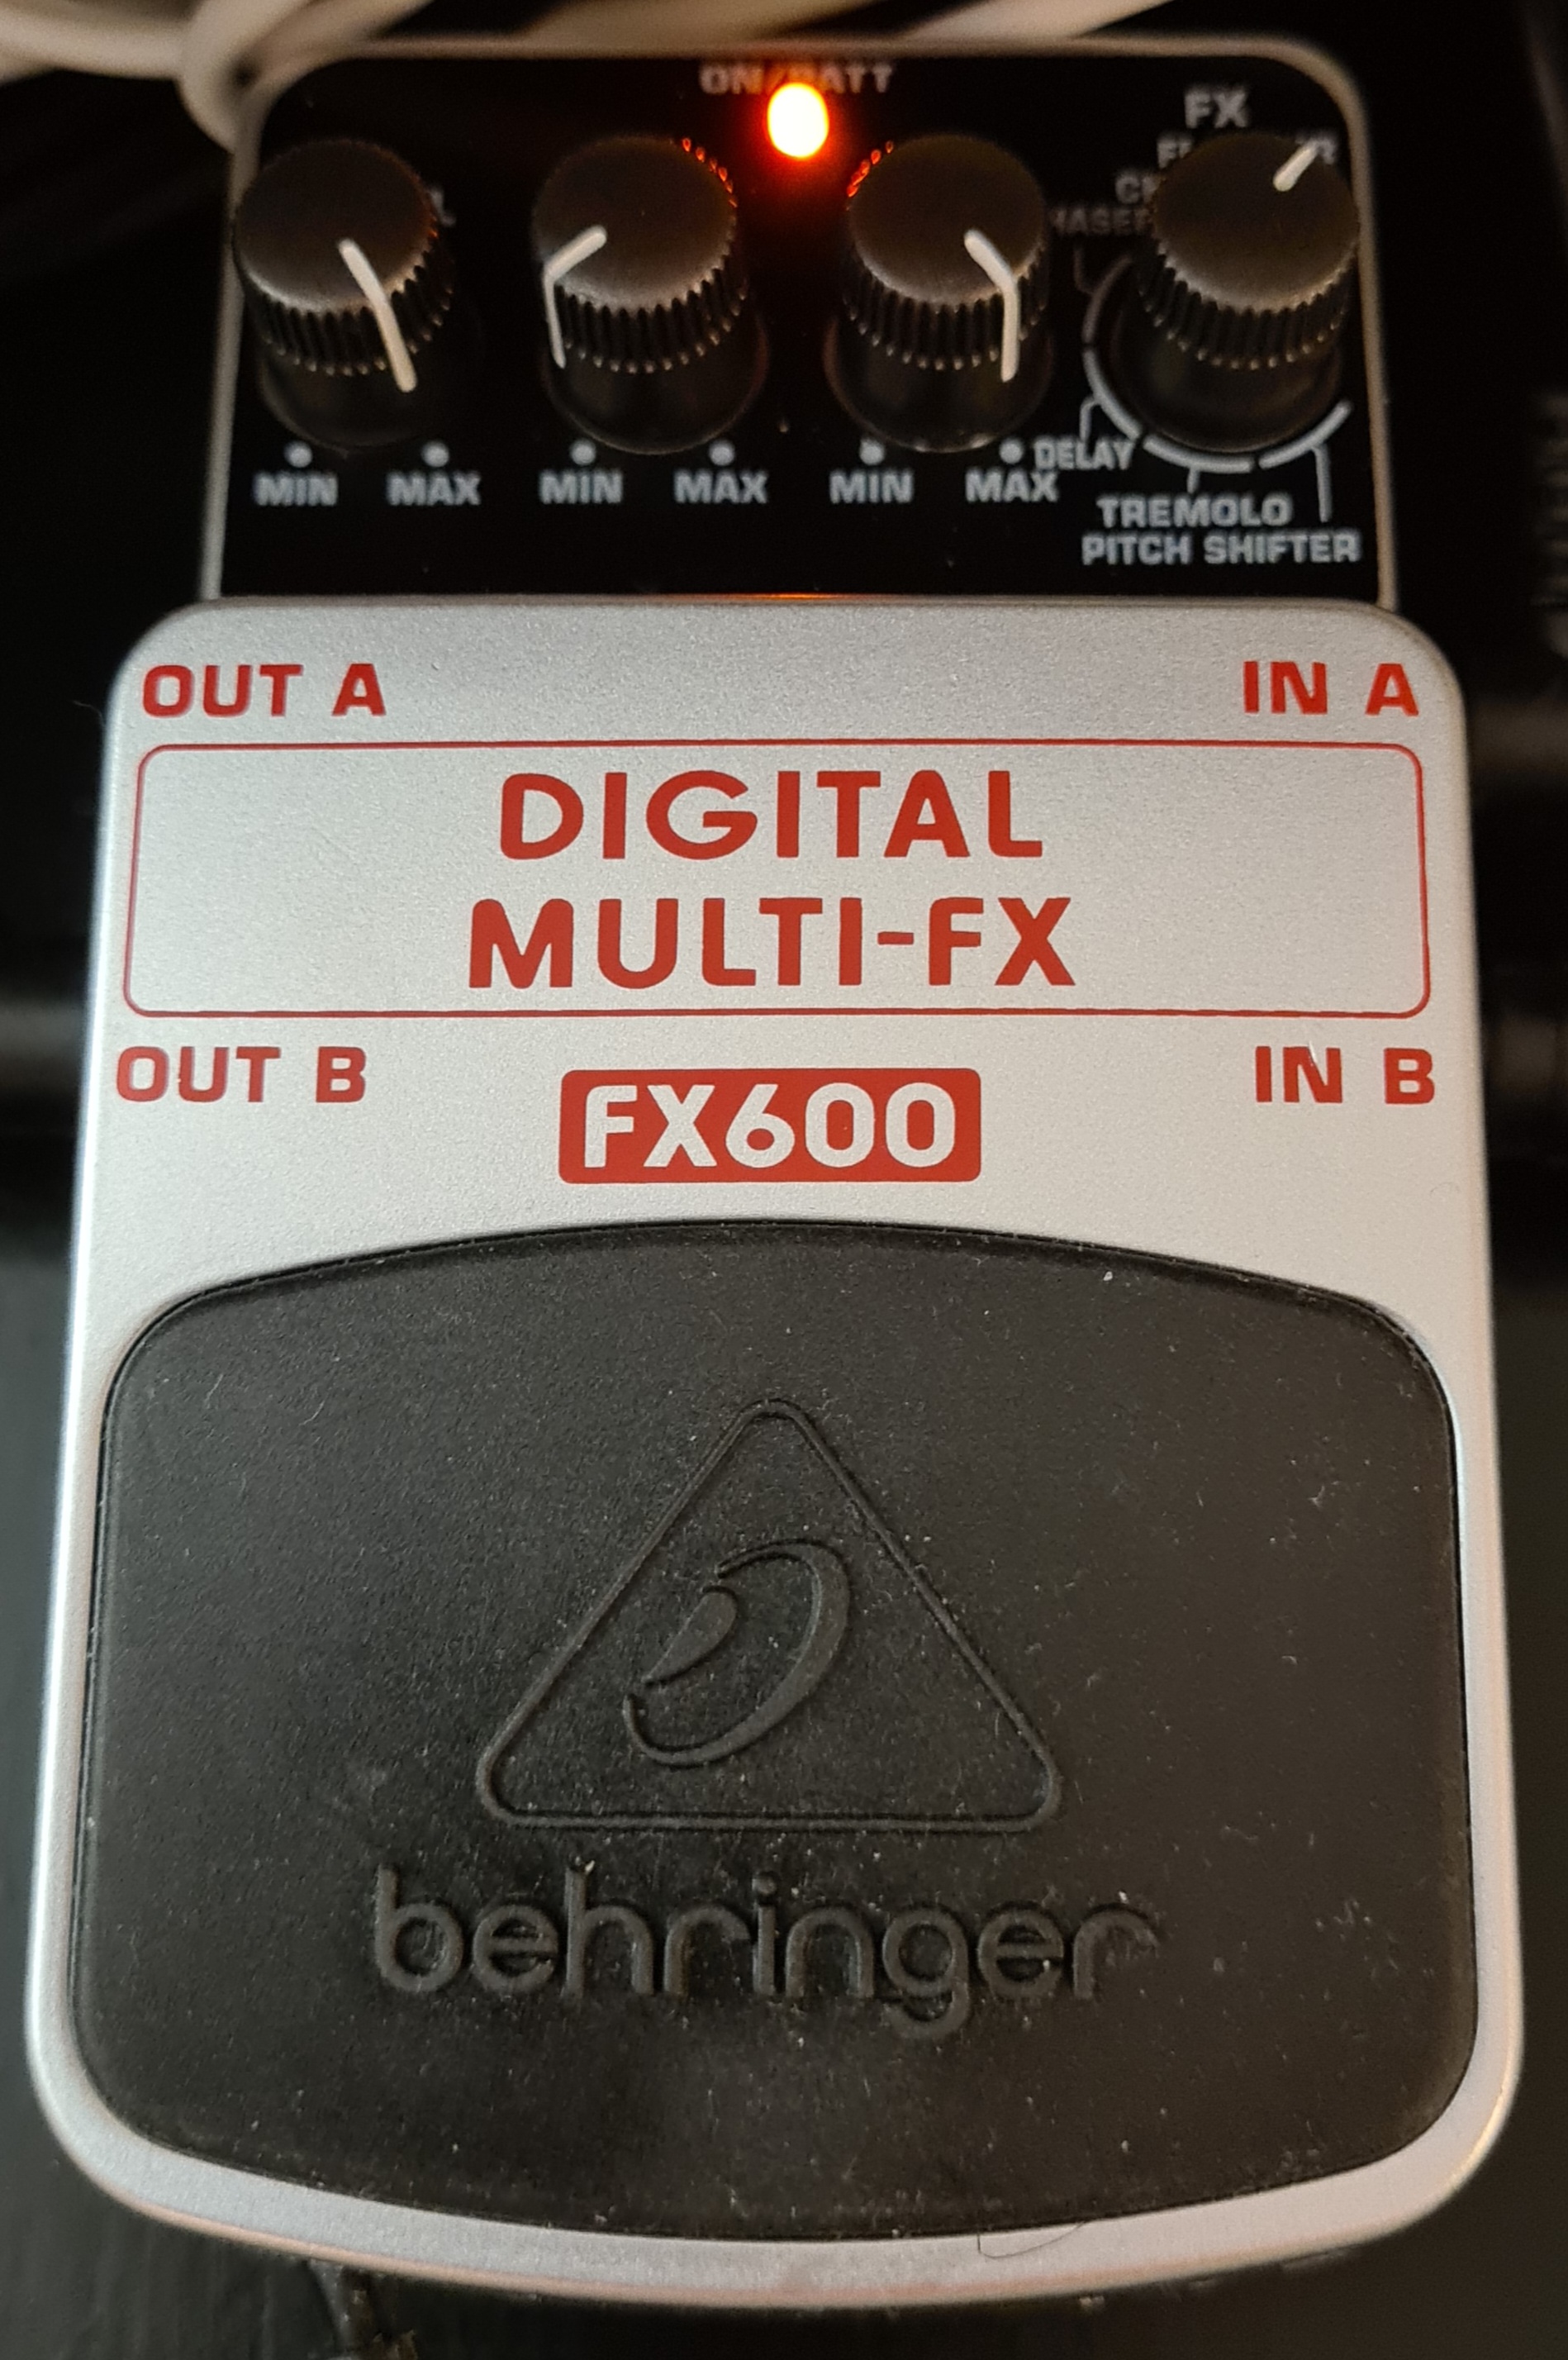 ON/BATT
FX
MIN MAX MIN MAX MIN MAX DELAY
TREMOLO
PITCH SHIFTER
OUT A IN A
DIGITAL
MULTI-FX
OUT B IN B
FX600
behringer